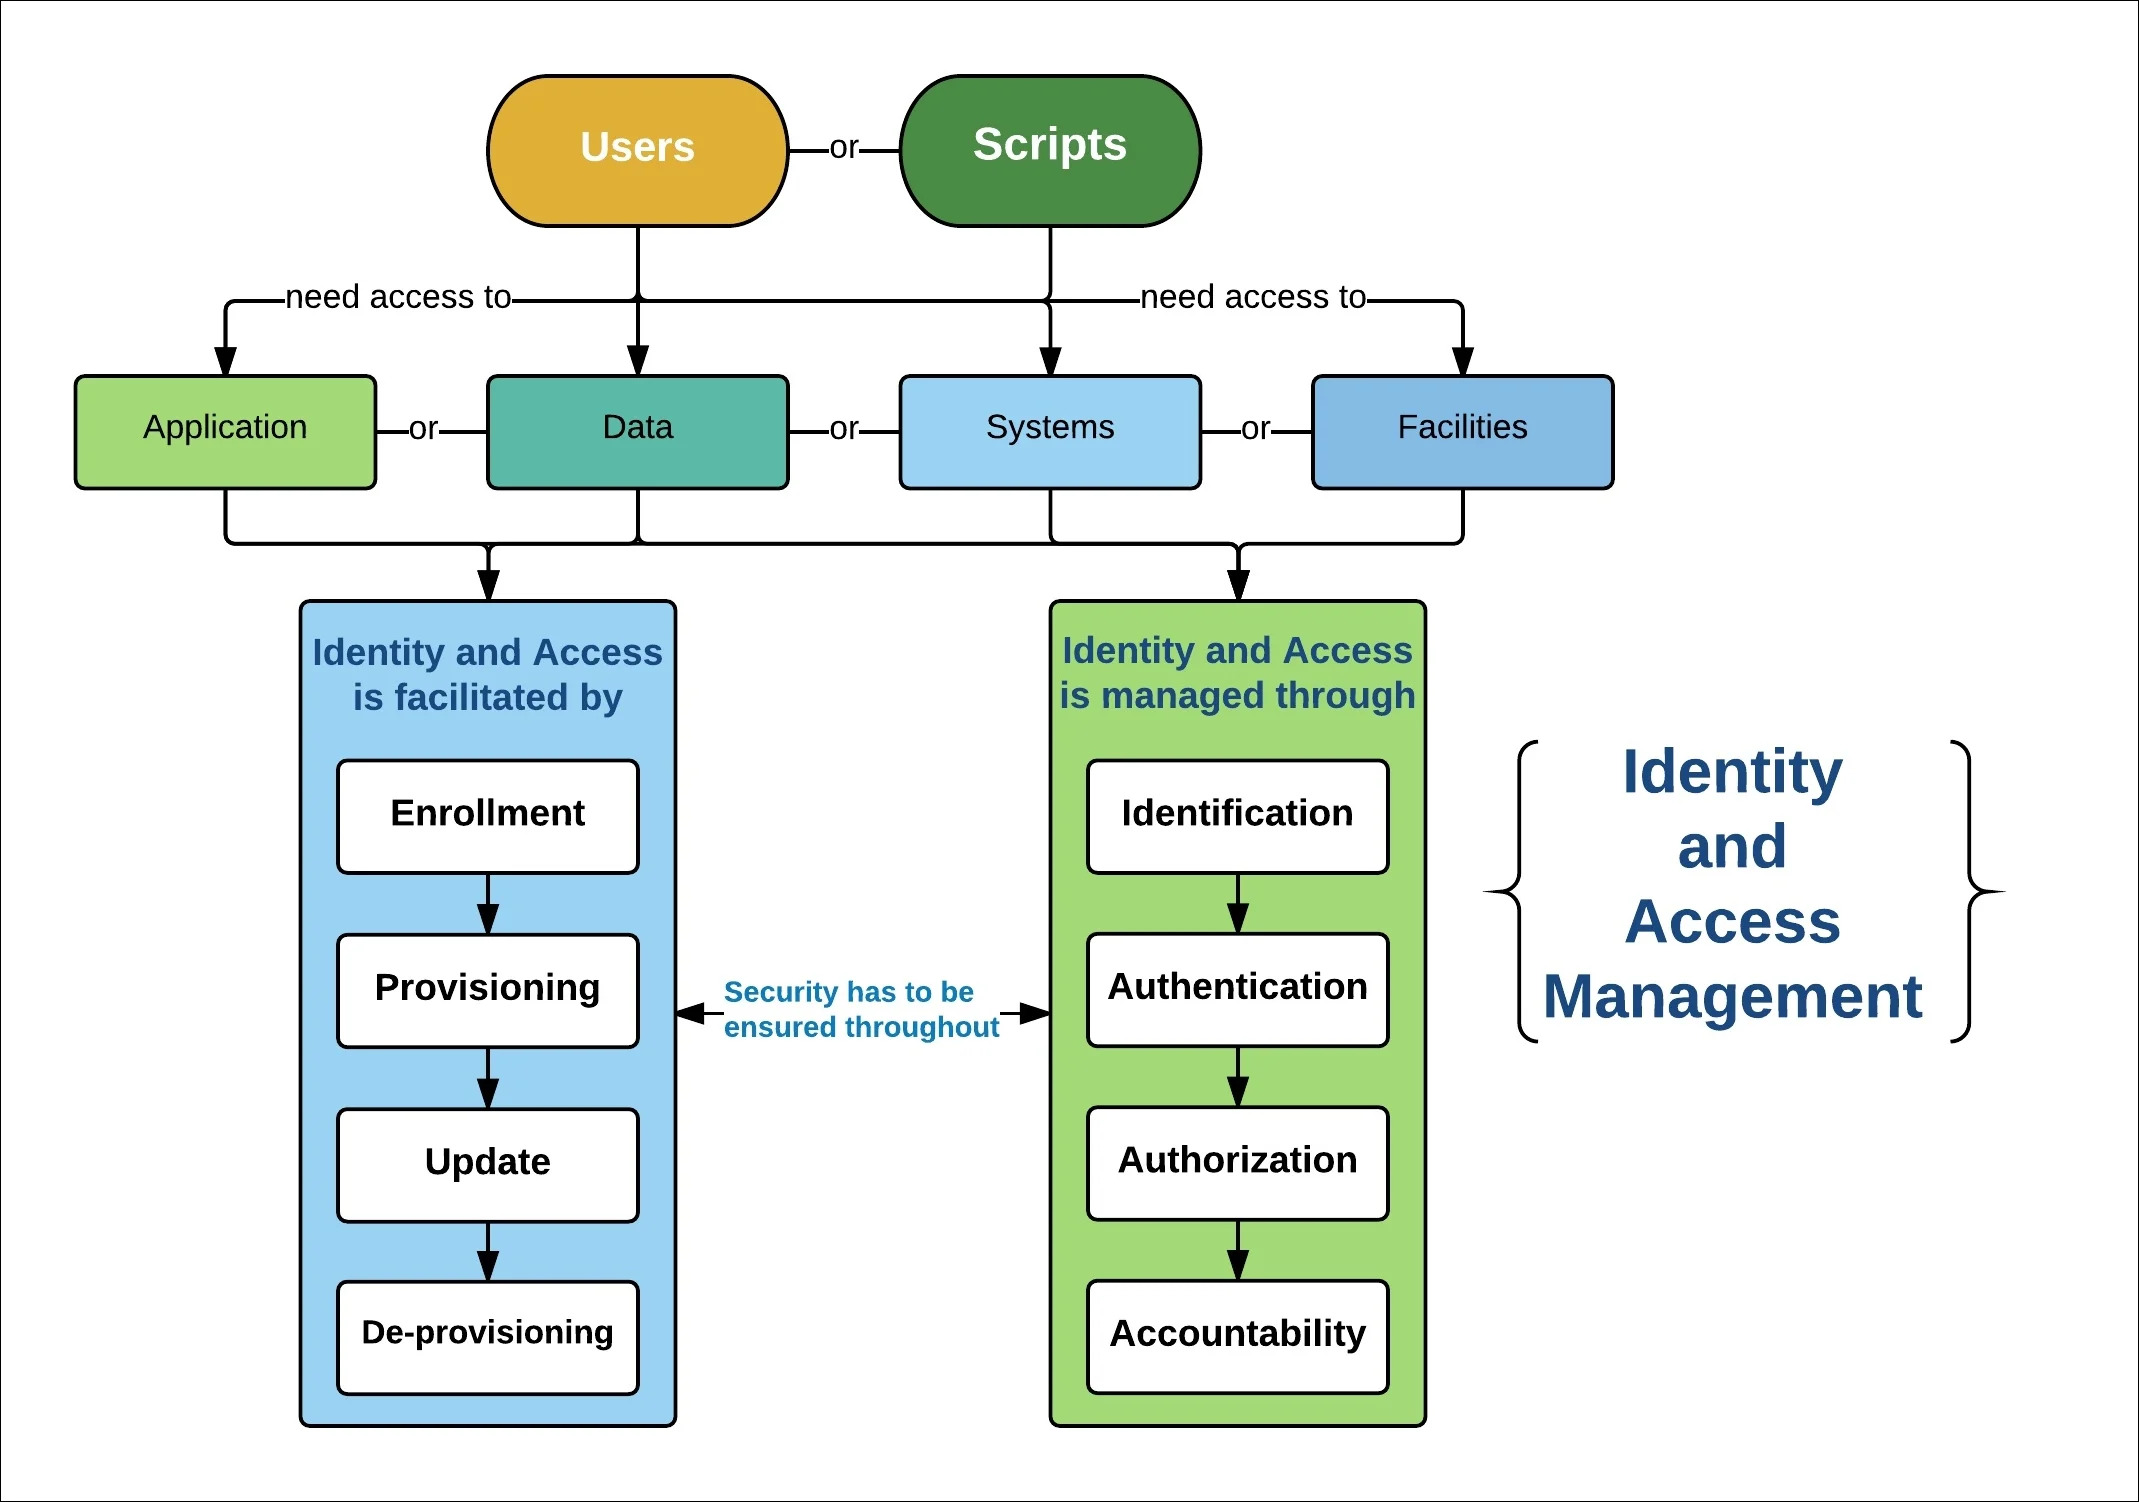 Users
or
Scripts
need access to
need access to
Application
or
Data
or
Systems
or
Facilities
Identity and Access
is facilitated by
Enrollment
Provisioning
Update
De-provisioning
Security has to be
ensured throughout
Identity and Access
is managed through
Identification
Authentication
Authorization
Accountability
Identity
and
Access
Management